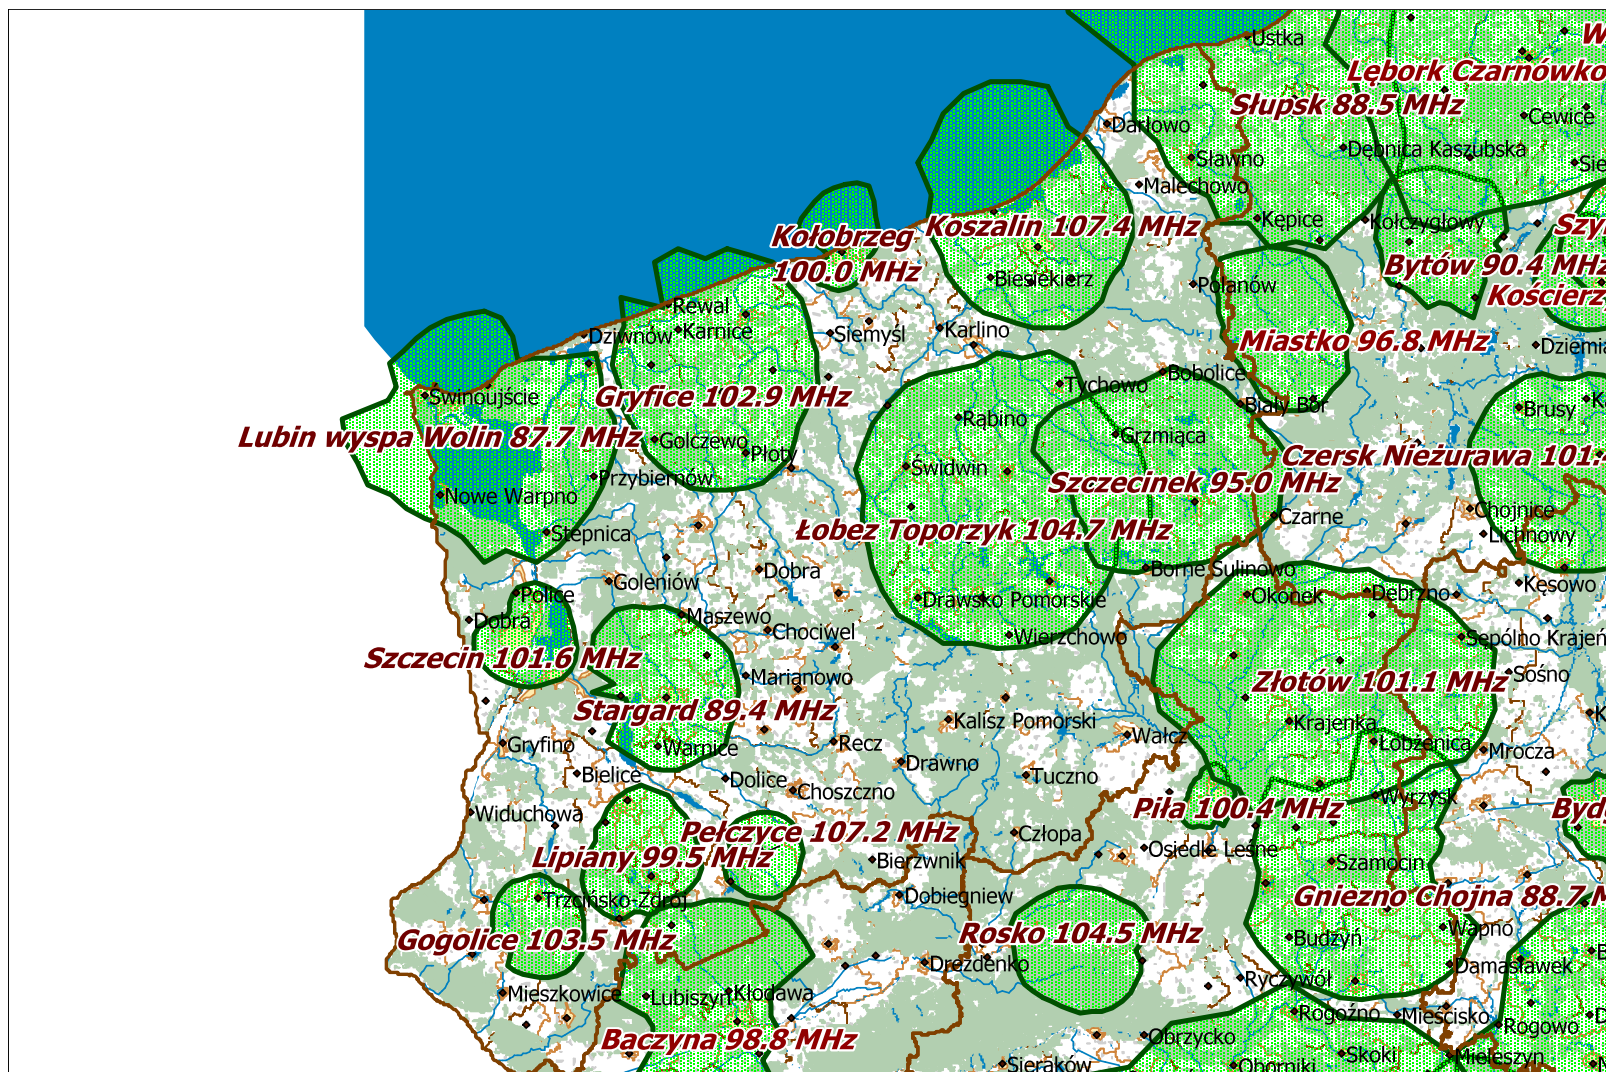 Ustka
Lębork Czarnówko
Słupsk 88.5 MHz
Cewice
Darłowo
Dębnica Kaszubska
Sławno
Malechowo
Kępice
Kołczygłowy
Koszalin 107.4 MHz
Kołobrzeg
100.0 MHz
Bytów 90.4 MHz
Biesiekierz
Polanów
Rewal
Karnice
Dziwnów
Siemyśl
Karlino
Miastko 96.8 MHz
Bobolice
Tychowo
Świnoujście
Gryfice 102.9 MHz
Biały Bór
Brusy
Rąbino
Grzmiąca
Lubin wyspa Wolin 87.7 MHz
Golczewo
Płoty
Czersk Nieżurawa 101.4
Świdwin
Przybiernów
Szczecinek 95.0 MHz
Nowe Warpno
Chojnice
Czarne
Łobez Toporzyk 104.7 MHz
Stepnica
Lichnowy
Dobra
Borne Sulinowo
Goleniów
Kęsowo
Police
Okonek
Debrzno
Drawsko Pomorskie
Maszewo
Dobra
Chociwel
Wierzchowo
Szczecin 101.6 MHz
Sośno
Marianowo
Złotów 101.1 MHz
Stargard 89.4 MHz
Kalisz Pomorski
Krajenka
Wałcz
Gryfino
Warnice
Recz
Łobżenica
Mrocza
Drawno
Bielice
Dolice
Tuczno
Choszczno
Wyrzysk
Widuchowa
Piła 100.4 MHz
Pełczyce 107.2 MHz
Człopa
Osiedle Leśne
Lipiany 99.5 MHz
Bierzwnik
Szamocin
Trzcińsko-Zdrój
Dobiegniew
Gniezno Chojna 88.7 M
Wapno
Gogolice 103.5 MHz
Rosko 104.5 MHz
Budzyń
Drezdenko
Damasławek
Ryczywół
Mieszkowice
Lubiszyn
Kłodawa
Rogoźno
Mieścisko
Rogowo
Baczyna 98.8 MHz
Obrzycko
Skoki
Mieleszyn
Sieraków
Oborniki